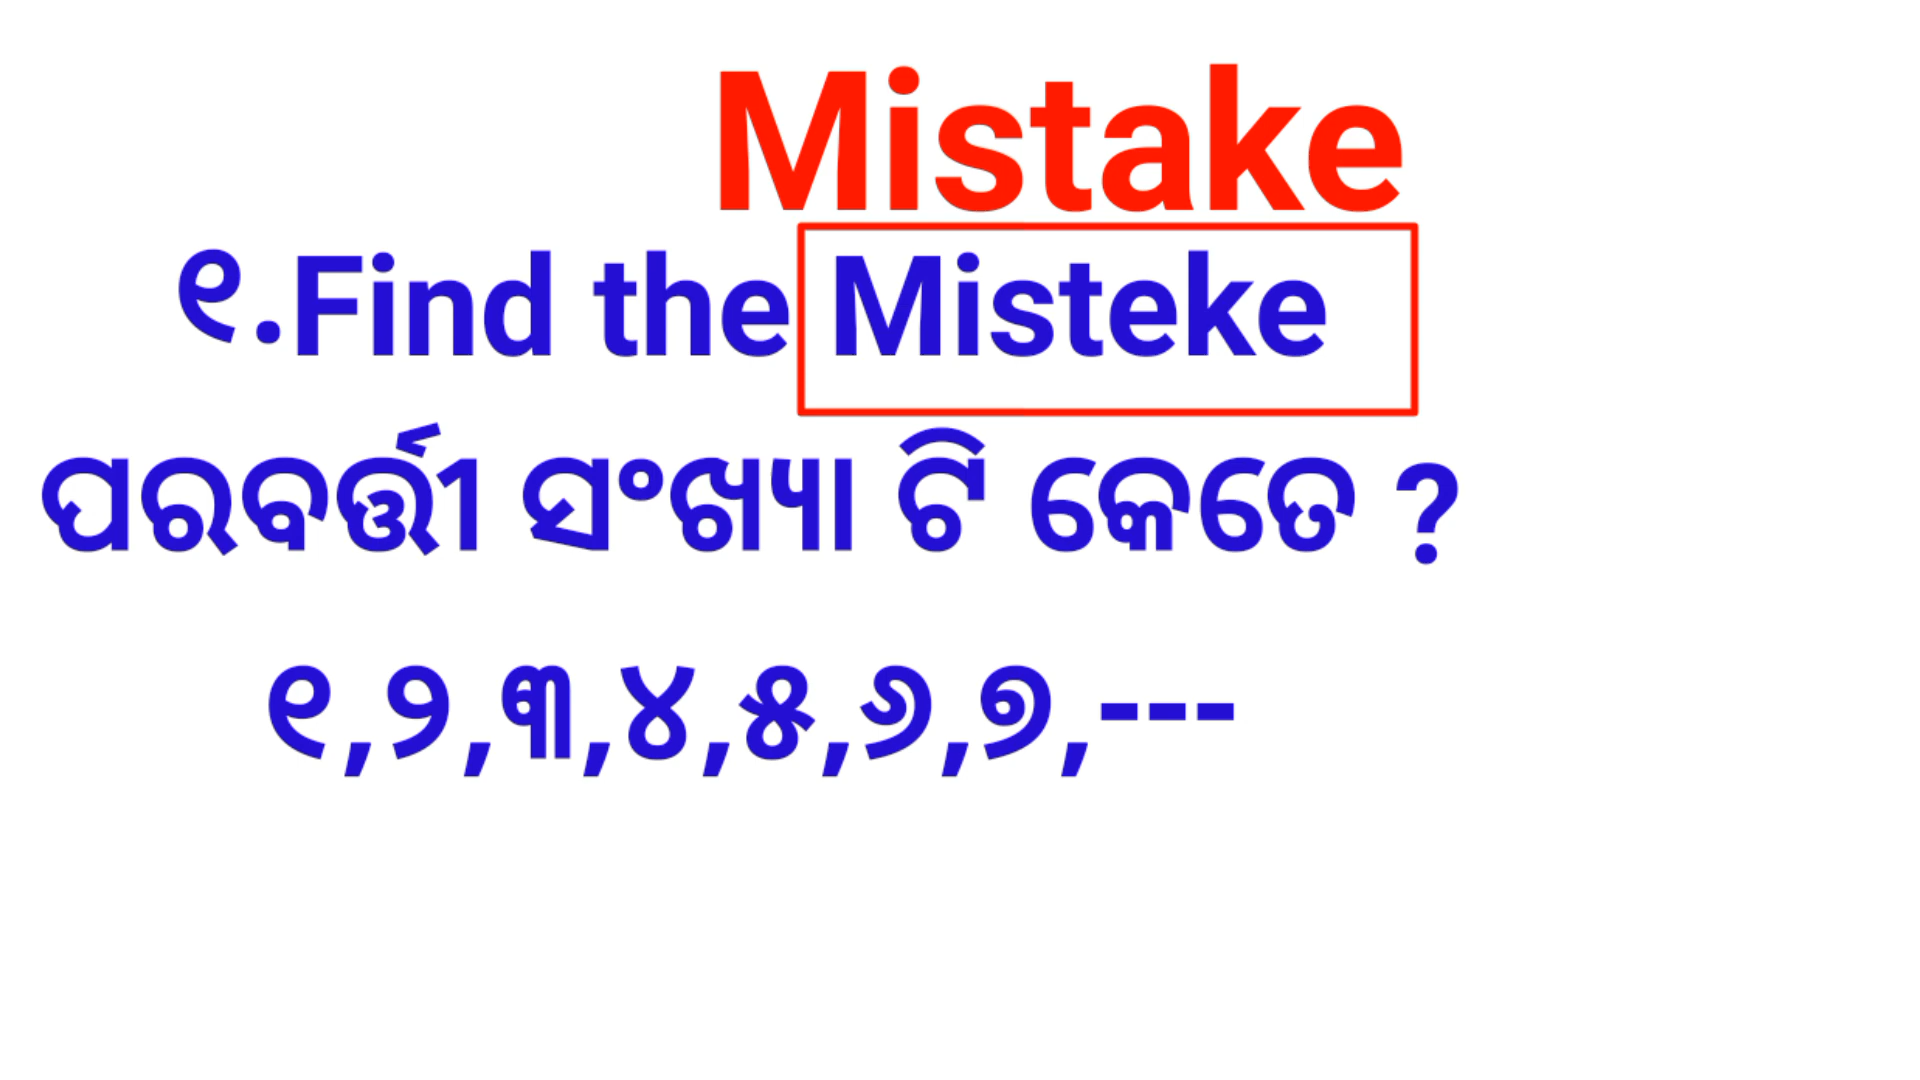 Mistake
୧.Find the Misteke
ପରବର୍ତ୍ତୀ ସଂଖ୍ୟା ଟି କେତେ ?
୧,୨,୩,୪,୫,୬,୭,---